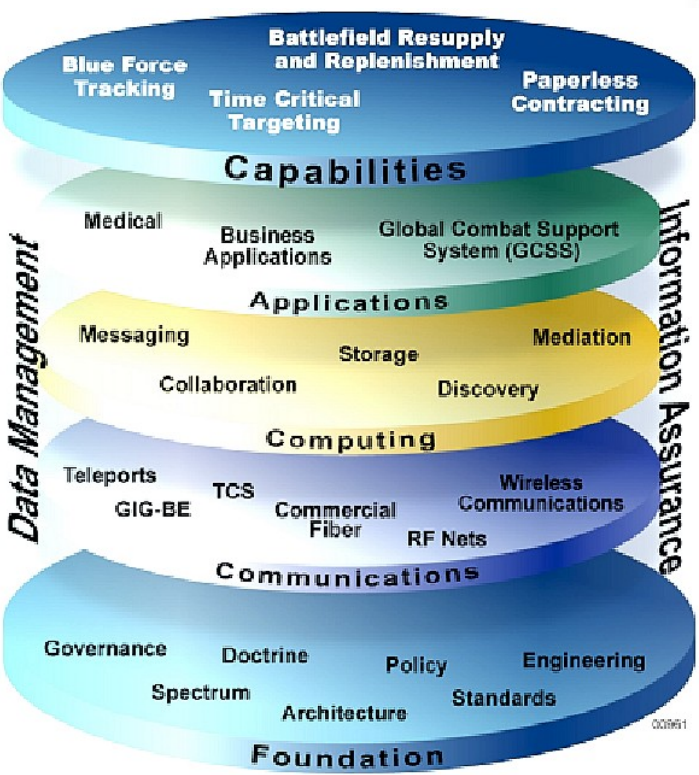 Battlefield Resupply
and Replenishment
Blue Force
Tracking
Paperless
Contracting
Time Critical
Targeting
Capabilities
Medical
Business
Applications
Global Combat Support
System (GCSS)
Applications
Messaging
Storage
Mediation
Collaboration
Discovery
Computing
Teleports
TCS
Wireless
Communications
GIG-BE
Commercial
Fiber
RF Nets
Communications
Governance
Doctrine
Policy
Engineering
Spectrum
Architecture
Standards
Foundation
Data Management
Information Assurance
00961